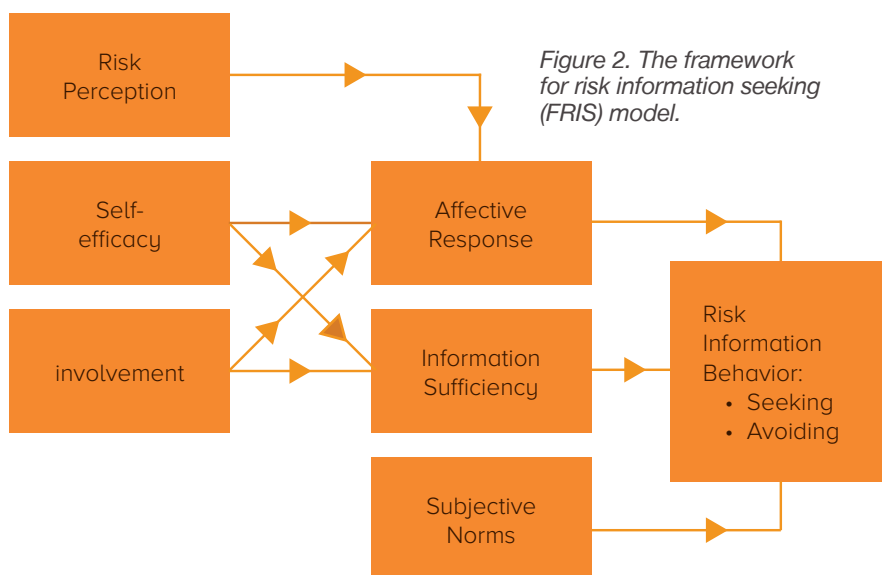 Risk
Perception
Figure 2. The framework
for risk information seeking
(FRIS) model.
Self-
efficacy
Affective
Response
involvement
Information
Sufficiency
Risk
Information
Behavior:
• Seeking
• Avoiding
Subjective
Norms